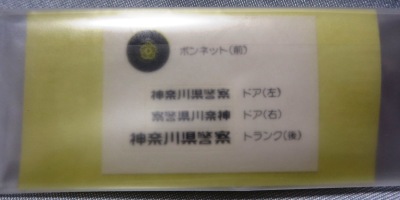 ボンネット(前)
神奈川県警察 ドア(左)
察警県川奈神 ドア(右)
神奈川県警察 トランク(後)